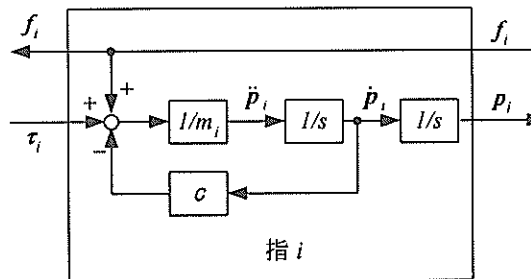 f_i f_i
+
+ p̈_i ṗ_i p_i
1/m_i 1/s 1/s
τ_i
−
c
指 i